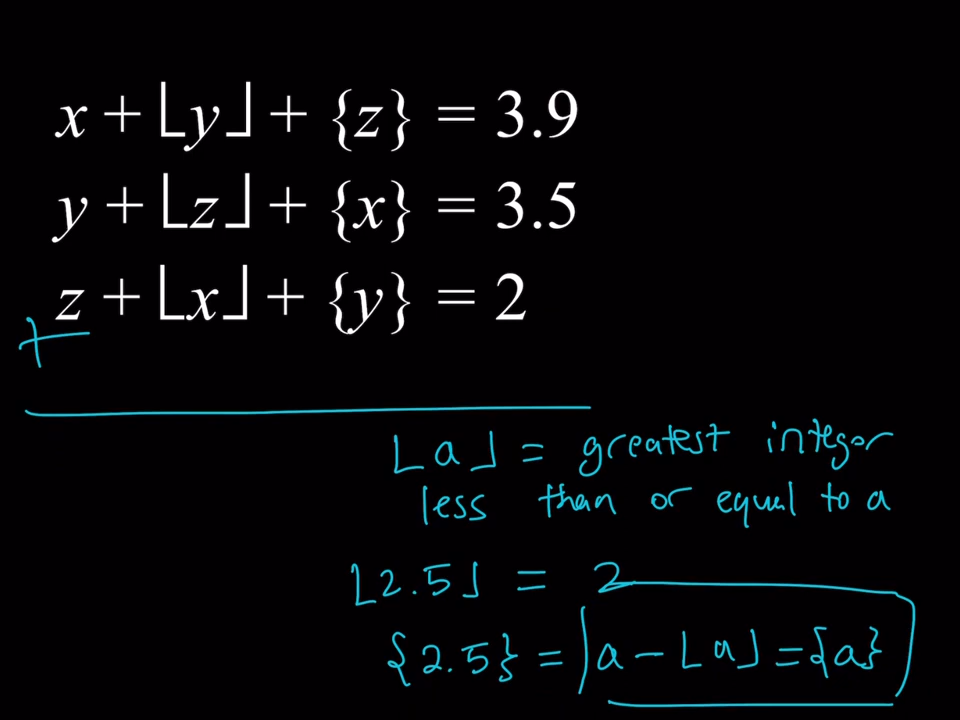 x + ⌊y⌋ + {z} = 3.9
y + ⌊z⌋ + {x} = 3.5
z + ⌊x⌋ + {y} = 2
+
⌊a⌋ = greatest integer
less than or equal to a
⌊2.5⌋ = 2
{2.5} = a - ⌊a⌋ = {a}